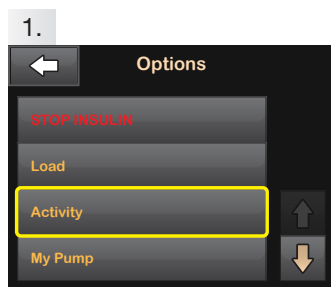 1.
Options
STOP INSULIN
Load
Activity
My Pump